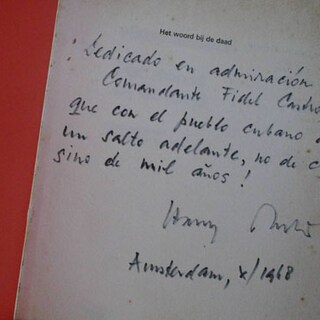 Het woord bij de daad
¡Dedicado en admiración
Comandante Fidel Castro
que con el pueblo cubano
un salto adelante, no de
sino de mil años!
Harry
Amsterdam, X/1968